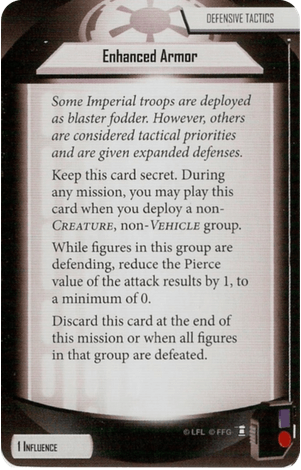 DEFENSIVE TACTICS
Enhanced Armor
Some Imperial troops are deployed
as blaster fodder. However, others
are considered tactical priorities
and are given expanded defenses.
Keep this card secret. During
any mission, you may play this
card when you deploy a non-
CREATURE, non-VEHICLE group.
While figures in this group are
defending, reduce the Pierce
value of the attack results by 1, to
a minimum of 0.
Discard this card at the end of
this mission or when all figures
in that group are defeated.
© LFL © FFG
1 INFLUENCE